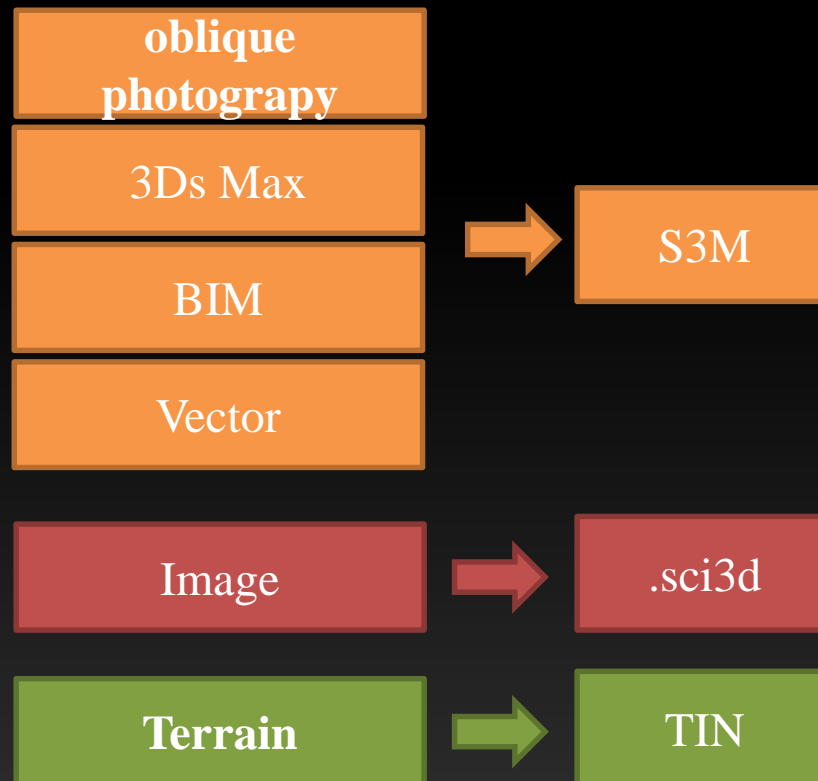 oblique
photograpy
3Ds Max
BIM
Vector
S3M
Image
.sci3d
Terrain
TIN